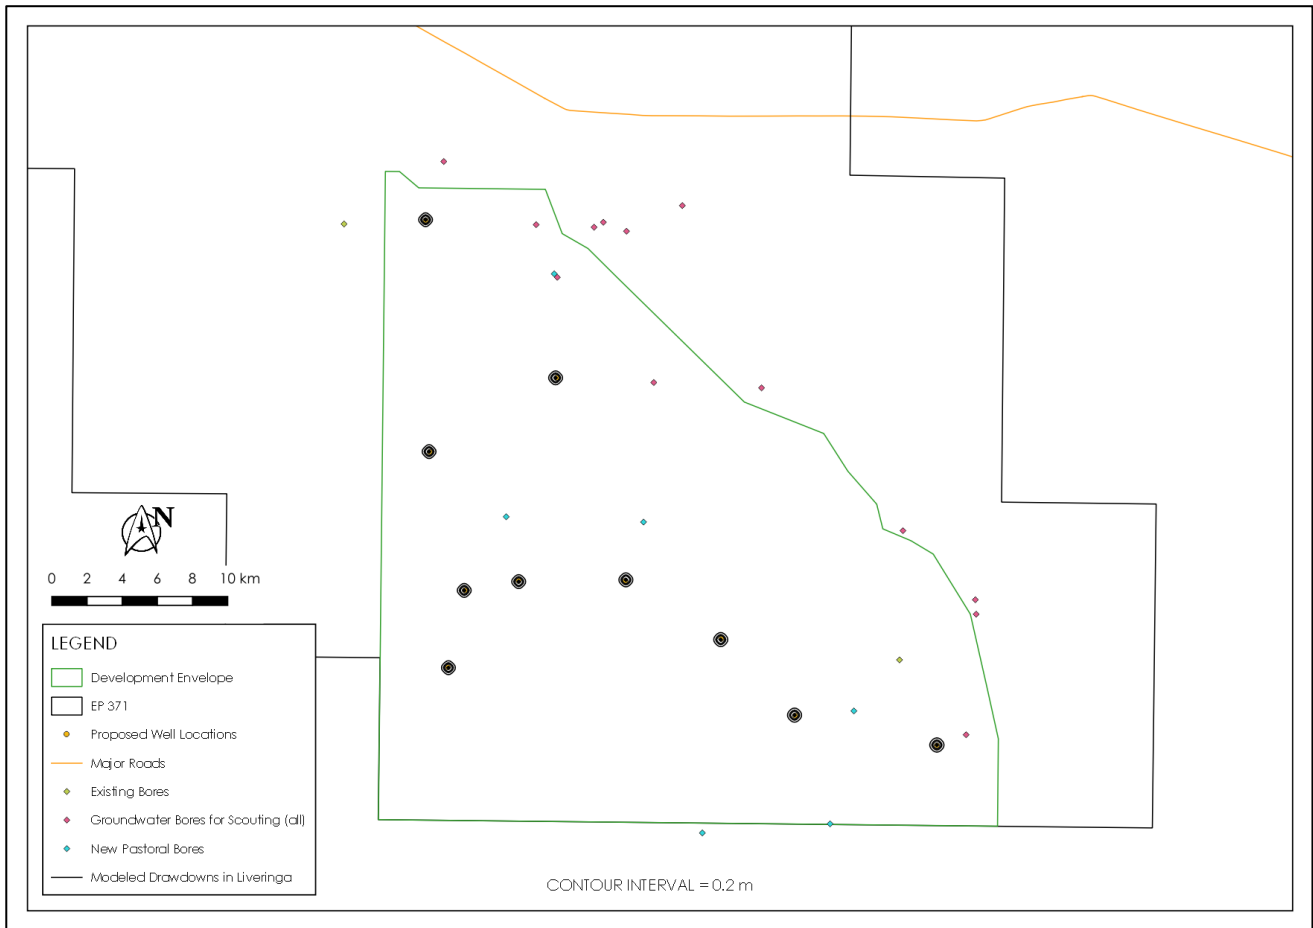 N
0 2 4 6 8 10 km
LEGEND
Development Envelope
EP 371
Proposed Well Locations
Major Roads
Existing Bores
Groundwater Bores for Scouting (all)
New Pastoral Bores
Modeled Drawdowns in Liveringa
CONTOUR INTERVAL = 0.2 m